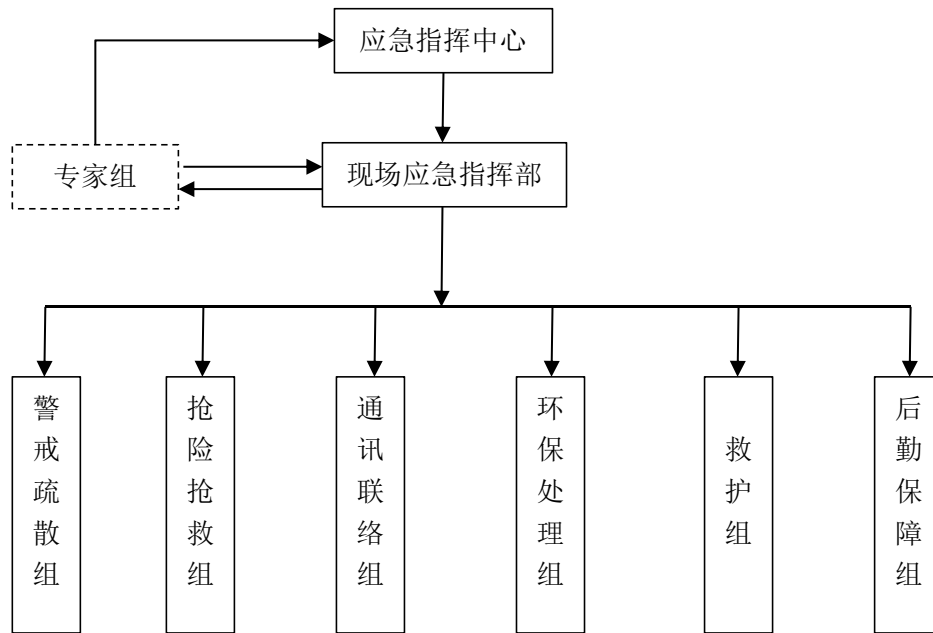 应急指挥中心
专家组
现场应急指挥部
警戒疏散组
抢险抢救组
通讯联络组
环保处理组
救护组
后勤保障组